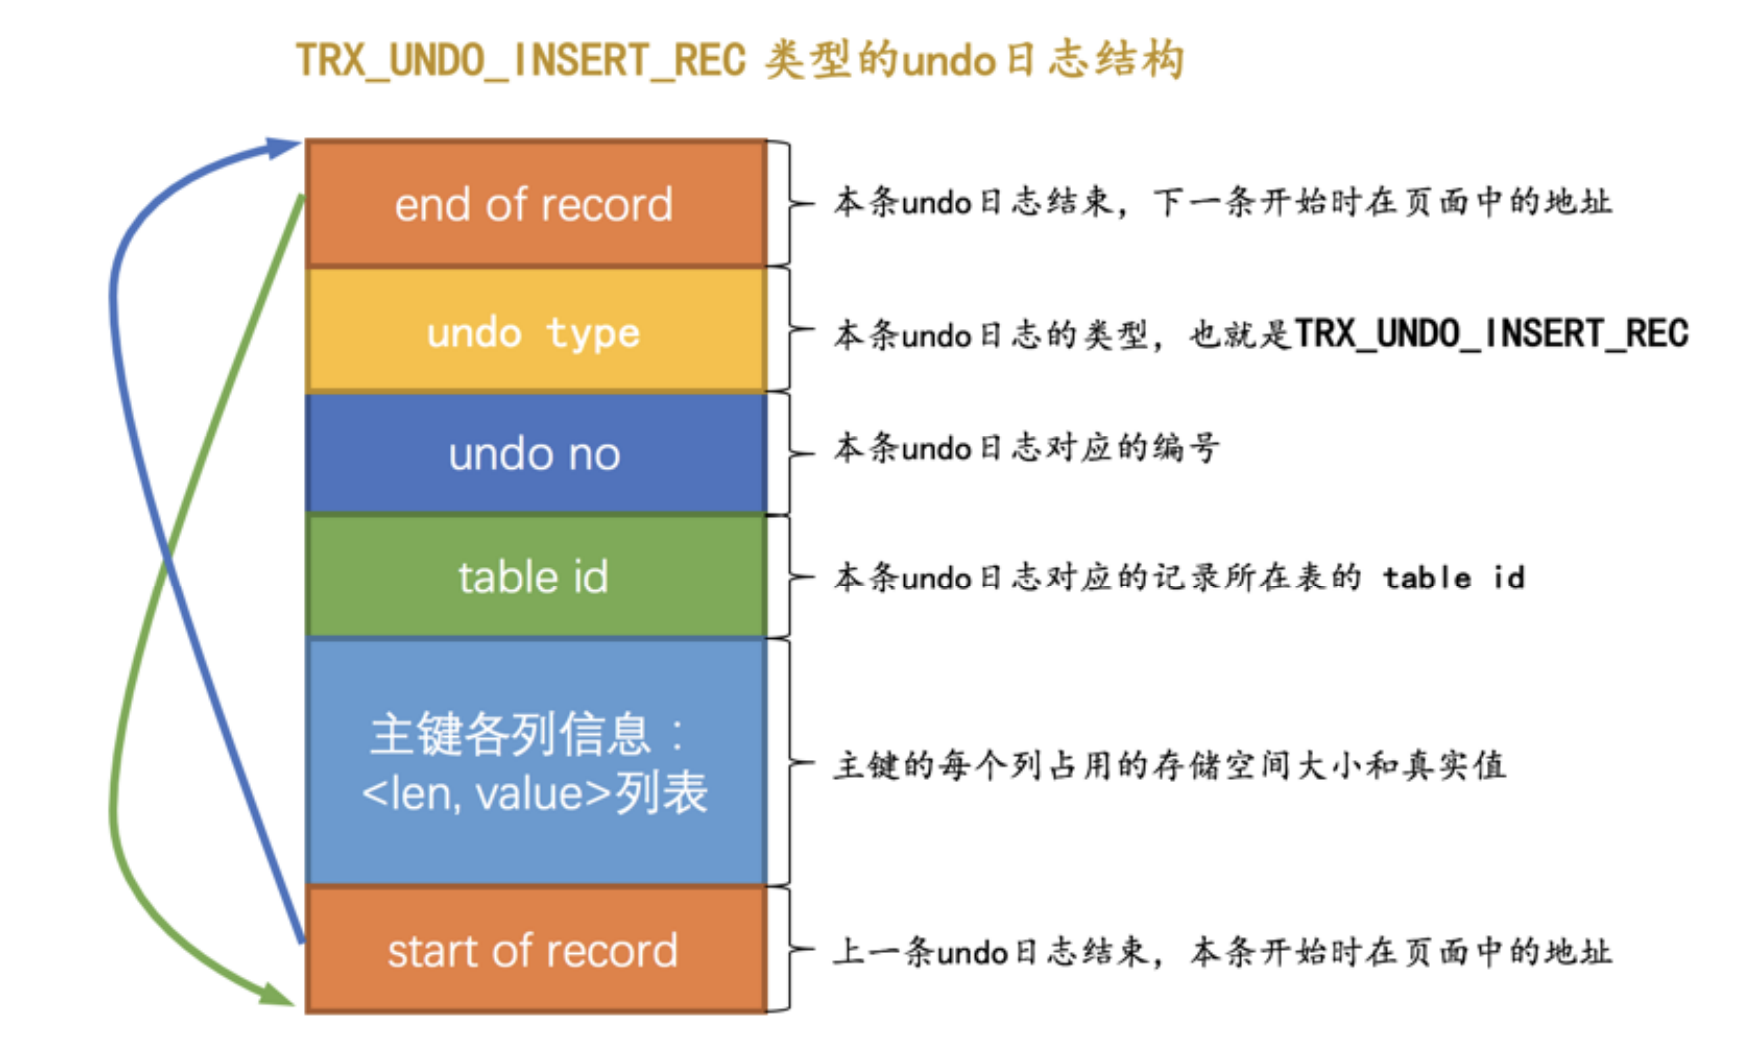 TRX_UNDO_INSERT_REC 类型的undo日志结构
end of record
本条undo日志结束，下一条开始时在页面中的地址
undo type
本条undo日志的类型，也就是TRX_UNDO_INSERT_REC
undo no
本条undo日志对应的编号
table id
本条undo日志对应的记录所在表的 table id
主键各列信息：
<len, value>列表
主键的每个列占用的存储空间大小和真实值
start of record
上一条undo日志结束，本条开始时在页面中的地址